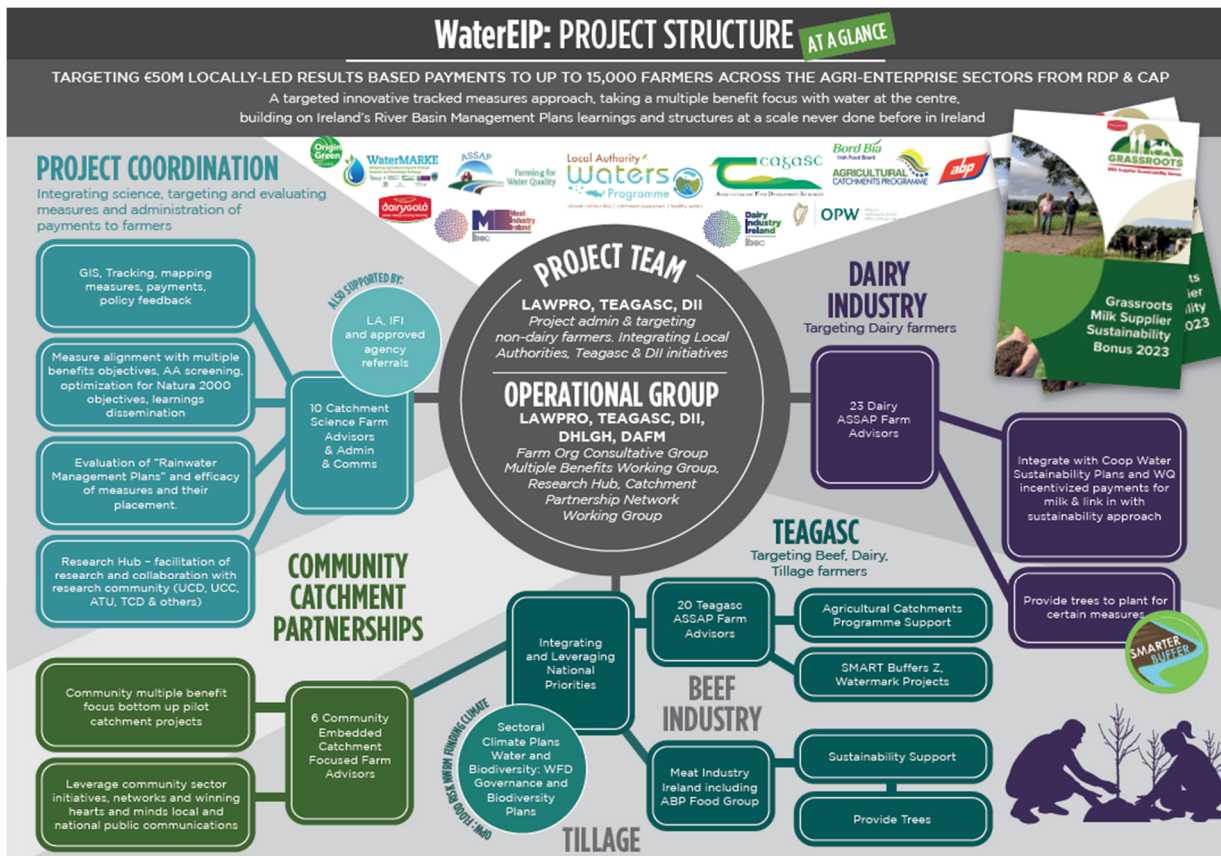 WaterEIP: PROJECT STRUCTURE AT A GLANCE
TARGETING €50M LOCALLY-LED RESULTS BASED PAYMENTS TO UP TO 15,000 FARMERS ACROSS THE AGRI-ENTERPRISE SECTORS FROM RDP & CAP
A targeted innovative tracked measures approach, taking a multiple benefit focus with water at the centre,
building on Ireland's River Basin Management Plans learnings and structures at a scale never done before in Ireland
PROJECT COORDINATION
Integrating science, targeting and evaluating
measures and administration of
payments to farmers
Origin
Green
WaterMARKE
ASSAP
Farming for
Water Quality
Local Authority
Waters
Programme
teagasc
AGRICULTURE AND FOOD DEVELOPMENT AUTHORITY
Bord Bia
Irish Food Board
AGRICULTURAL
CATCHMENTS PROGRAMME
abp
dairygold
Meat
Industry
Ireland
Ibec
Dairy
Industry
Ireland
Ibec
OPW
GRASSROOTS
Milk Supplier Sustainability Bonus
Grassroots
Milk Supplier
Sustainability
Bonus 2023
GIS, Tracking, mapping
measures, payments,
policy feedback
Measure alignment with multiple
benefits objectives, AA screening,
optimization for Natura 2000
objectives, learnings
dissemination
Evaluation of "Rainwater
Management Plans" and efficacy
of measures and their
placement.
Research Hub – facilitation of
research and collaboration with
research community (UCD, UCC,
ATU, TCD & others)
ALSO SUPPORTED BY:
LA, IFI
and approved
agency
referrals
10 Catchment
Science Farm
Advisors
& Admin
& Comms
PROJECT TEAM
LAWPRO, TEAGASC, DII
Project admin & targeting
non-dairy farmers. Integrating Local
Authorities, Teagasc & DII initiatives
OPERATIONAL GROUP
LAWPRO, TEAGASC, DII,
DHLGH, DAFM
Farm Org Consultative Group
Multiple Benefits Working Group,
Research Hub, Catchment
Partnership Network
Working Group
DAIRY
INDUSTRY
Targeting Dairy farmers
23 Dairy
ASSAP Farm
Advisors
Integrate with Coop Water
Sustainability Plans and WQ
incentivized payments for
milk & link in with
sustainability approach
Provide trees to plant for
certain measures
SMARTER
BUFFER
TEAGASC
Targeting Beef, Dairy,
Tillage farmers
20 Teagasc
ASSAP Farm
Advisors
Agricultural Catchments
Programme Support
SMART Buffers Z,
Watermark Projects
COMMUNITY
CATCHMENT
PARTNERSHIPS
Community multiple benefit
focus bottom up pilot
catchment projects
Leverage community sector
initiatives, networks and winning
hearts and minds local and
national public communications
6 Community
Embedded
Catchment
Focused Farm
Advisors
Integrating
and Leveraging
National
Priorities
OPW: FLOOD RISK NWRM FUNDING CLIMATE
Sectoral
Climate Plans
Water and
Biodiversity: WFD
Governance and
Biodiversity
Plans
BEEF
INDUSTRY
Meat Industry
Ireland including
ABP Food Group
Sustainability Support
Provide Trees
TILLAGE